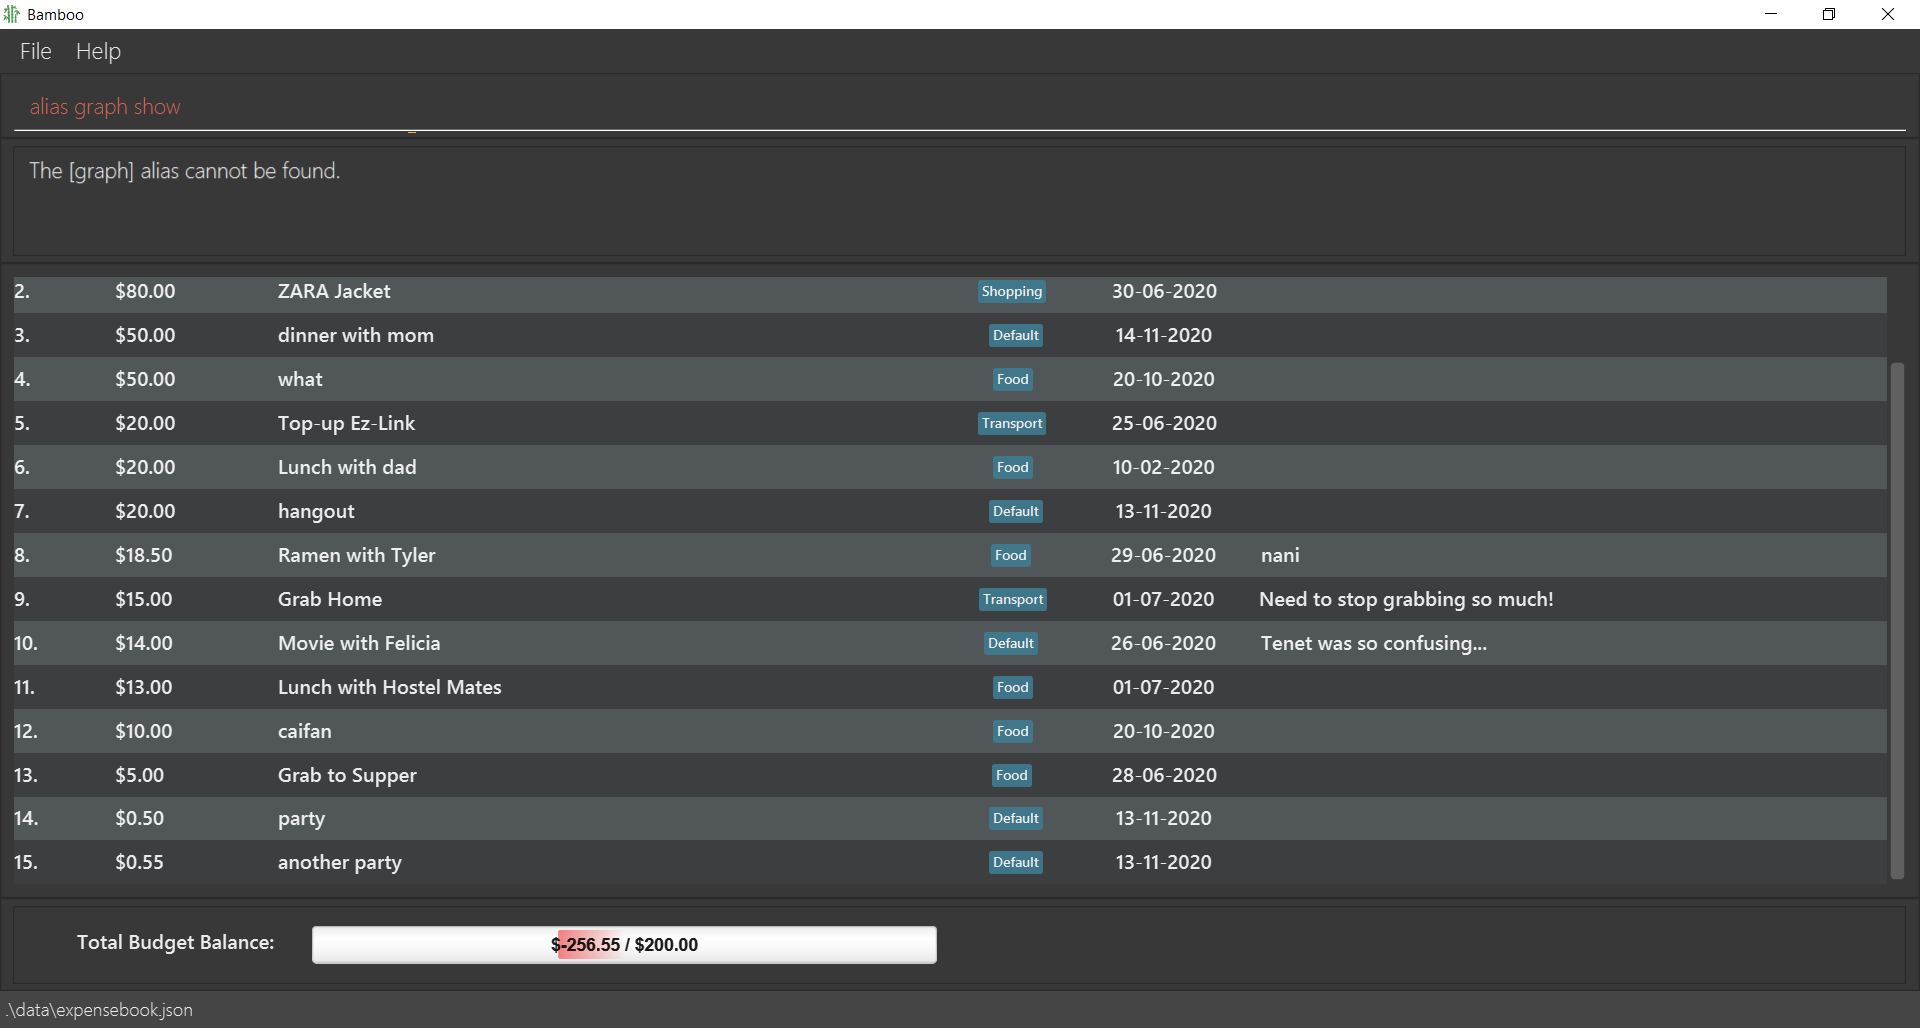 Bamboo
File Help
alias graph show
The [graph] alias cannot be found.
2. $80.00 ZARA Jacket Shopping 30-06-2020
3. $50.00 dinner with mom Default 14-11-2020
4. $50.00 what Food 20-10-2020
5. $20.00 Top-up Ez-Link Transport 25-06-2020
6. $20.00 Lunch with dad Food 10-02-2020
7. $20.00 hangout Default 13-11-2020
8. $18.50 Ramen with Tyler Food 29-06-2020 nani
9. $15.00 Grab Home Transport 01-07-2020 Need to stop grabbing so much!
10. $14.00 Movie with Felicia Default 26-06-2020 Tenet was so confusing...
11. $13.00 Lunch with Hostel Mates Food 01-07-2020
12. $10.00 caifan Food 20-10-2020
13. $5.00 Grab to Supper Food 28-06-2020
14. $0.50 party Default 13-11-2020
15. $0.55 another party Default 13-11-2020
Total Budget Balance: $-256.55 / $200.00
.\data\expensebook.json